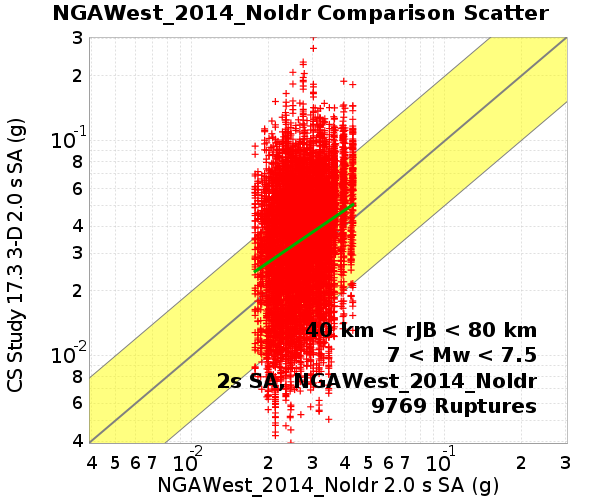 NGAWest_2014_NoIdr Comparison Scatter
CS Study 17.3 3-D 2.0 s SA (g)
3
2
10⁻¹
8
6
4
3
2
10⁻²
8
6
4
40 km < rJB < 80 km
7 < Mw < 7.5
2s SA, NGAWest_2014_NoIdr
9769 Ruptures
4 5 6 7 10⁻² 2 3 4 5 6 7 10⁻¹ 2 3
NGAWest_2014_NoIdr 2.0 s SA (g)